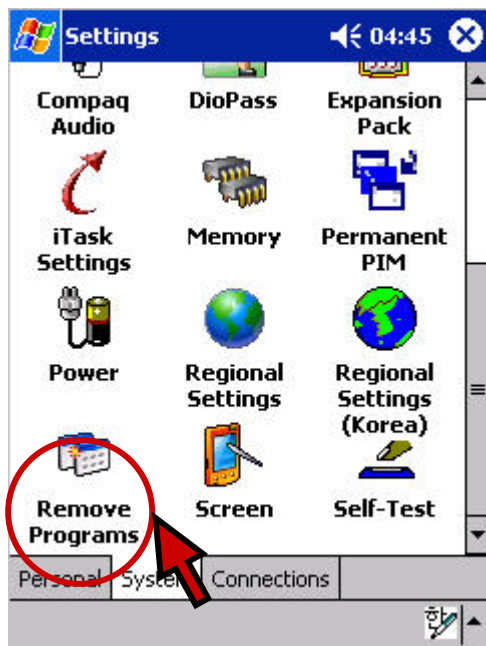 Settings 04:45
Compaq Audio
DioPass
Expansion Pack
iTask Settings
Memory
Permanent PIM
Power
Regional Settings
Regional Settings (Korea)
Remove Programs
Screen
Self-Test
Personal System Connections